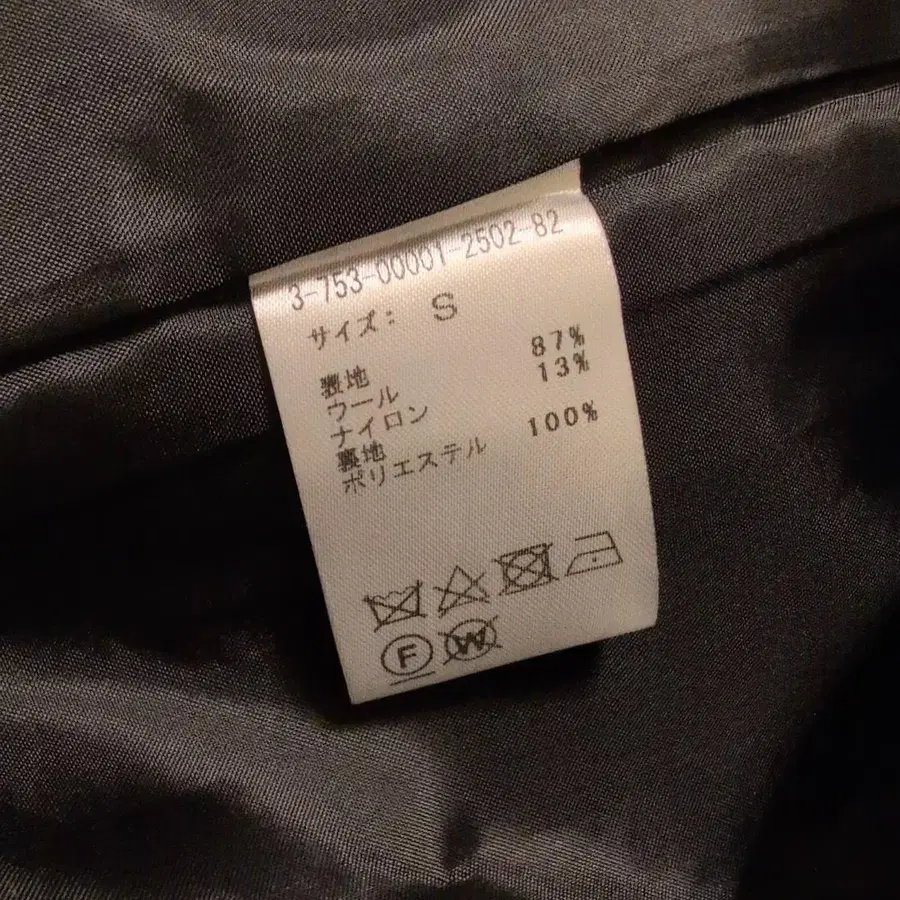 3-753-00001-2502-82
サイズ: S
表地
ウール 87%
ナイロン 13%
裏地
ポリエステル 100%
F W